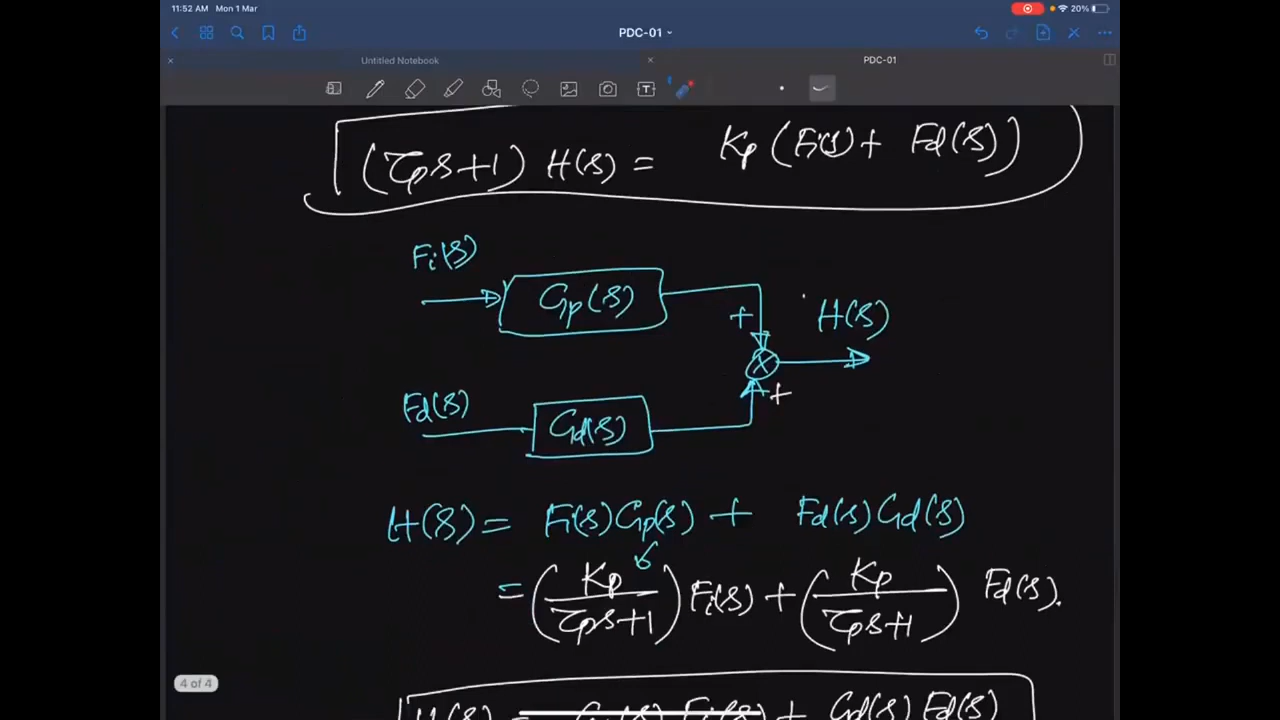 11:52 AM Mon 1 Mar
20%
PDC-01
Untitled Notebook
PDC-01
(τps+1) H(s) = Kp (Fi(s) + Fd(s))
Fi(s)
Gp(s)
+
H(s)
Fd(s)
Gd(s)
+
H(s) = Fi(s)Gp(s) + Fd(s)Gd(s)
= (Kp/τps+1) Fi(s) + (Kp/τps+1) Fd(s).
4 of 4
H(s) = Gp(s) Fi(s) + Gd(s) Fd(s)